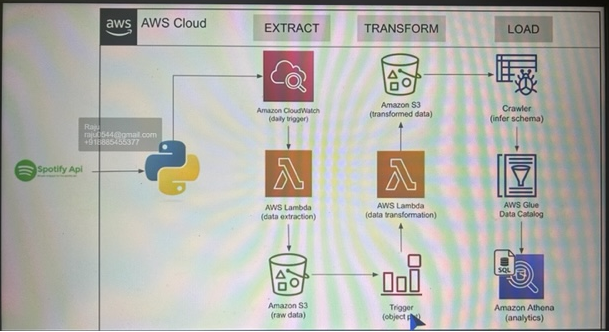 aws
AWS Cloud
EXTRACT
TRANSFORM
LOAD
Amazon CloudWatch
(daily trigger)
Amazon S3
(transformed data)
Crawler
(infer schema)
Raju
raju0544@gmail.com
+918885455377
Spotify Api
AWS Lambda
(data extraction)
AWS Lambda
(data transformation)
AWS Glue
Data Catalog
SQL
Amazon S3
(raw data)
Trigger
(object put)
Amazon Athena
(analytics)